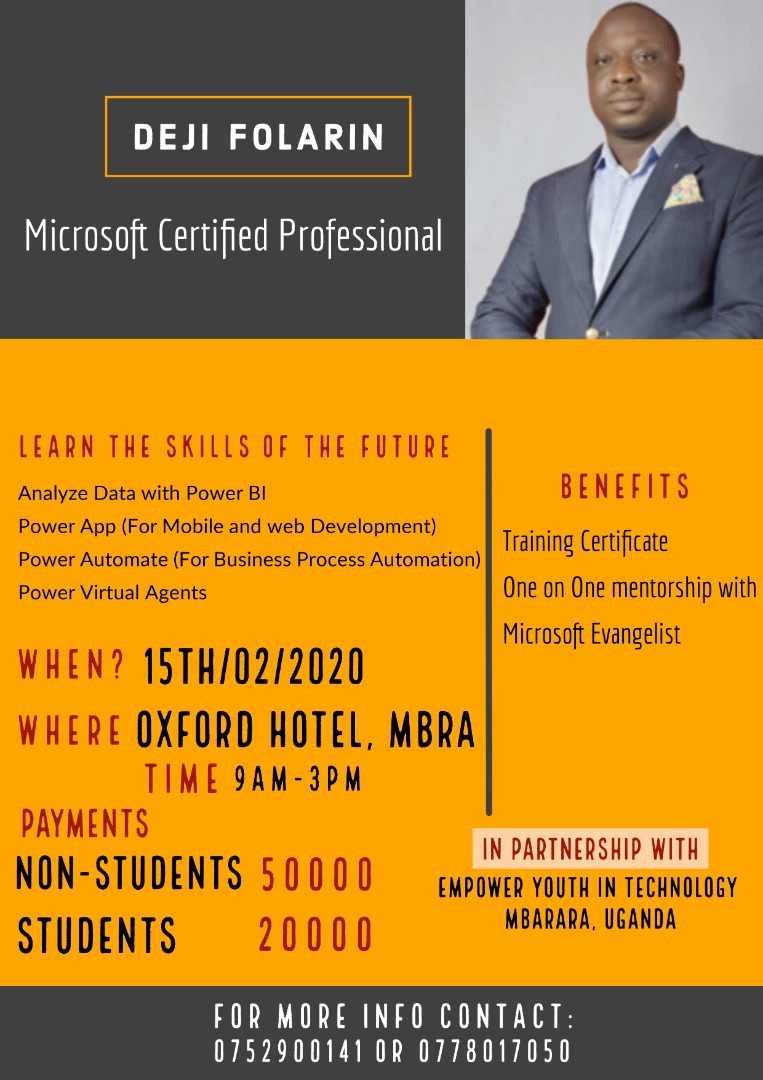 DEJI FOLARIN
Microsoft Certified Professional
LEARN THE SKILLS OF THE FUTURE
Analyze Data with Power BI
Power App (For Mobile and web Development)
Power Automate (For Business Process Automation)
Power Virtual Agents
BENEFITS
Training Certificate
One on One mentorship with
Microsoft Evangelist
WHEN? 15TH/02/2020
WHERE OXFORD HOTEL, MBRA
TIME 9AM-3PM
PAYMENTS
NON-STUDENTS 50000
STUDENTS 20000
IN PARTNERSHIP WITH
EMPOWER YOUTH IN TECHNOLOGY
MBARARA, UGANDA
FOR MORE INFO CONTACT:
0752900141 OR 0778017050